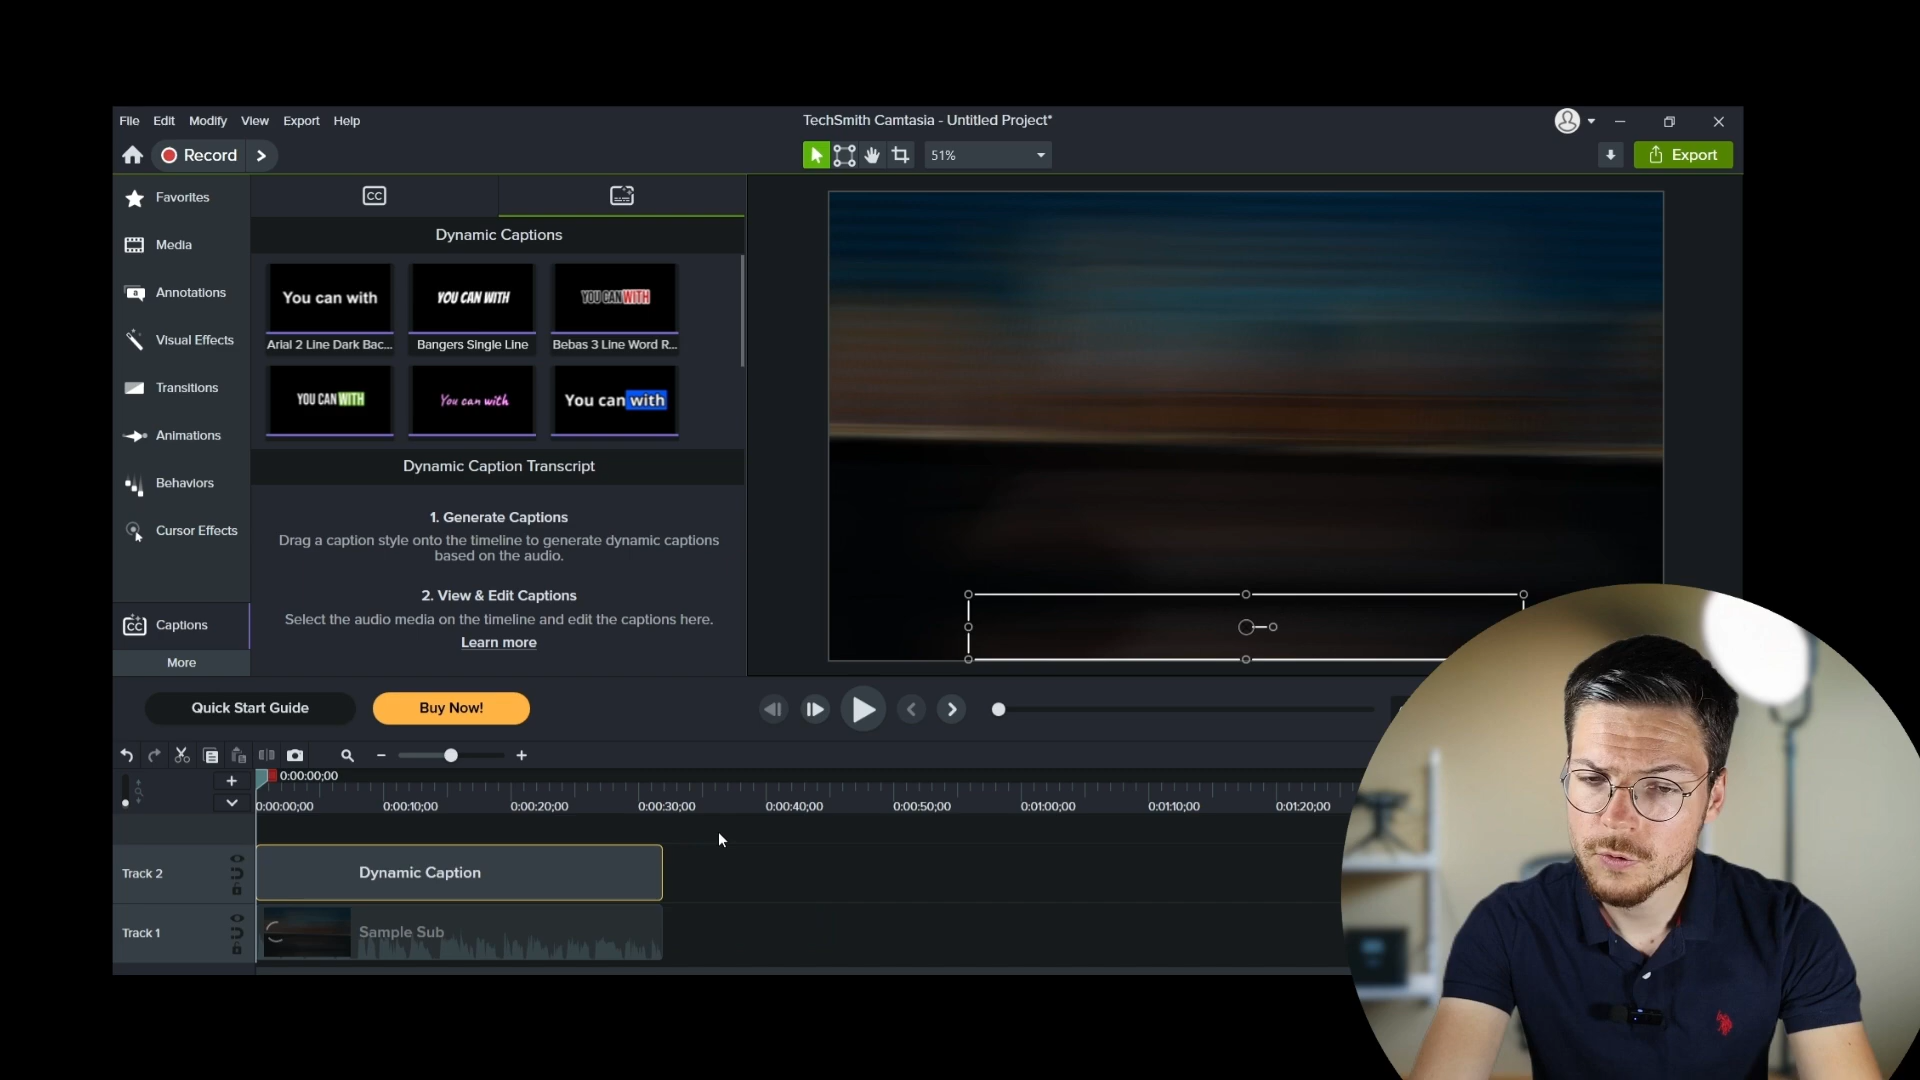 File Edit Modify View Export Help
TechSmith Camtasia - Untitled Project*
Record
51%
Export
Favorites
Media
Annotations
Visual Effects
Transitions
Animations
Behaviors
Cursor Effects
CC Captions
More
CC
Dynamic Captions
You can with
YOU CAN WITH
YOU CAN WITH
Arial 2 Line Dark Bac...
Bangers Single Line
Bebas 3 Line Word R...
YOU CAN WITH
You can with
You can with
Dynamic Caption Transcript
1. Generate Captions
Drag a caption style onto the timeline to generate dynamic captions
based on the audio.
2. View & Edit Captions
Select the audio media on the timeline and edit the captions here.
Learn more
Quick Start Guide
Buy Now!
0:00:00;00
0:00:00;00 0:00:10;00 0:00:20;00 0:00:30;00 0:00:40;00 0:00:50;00 0:01:00;00 0:01:10;00 0:01:20;00
Track 2
Dynamic Caption
Track 1
Sample Sub